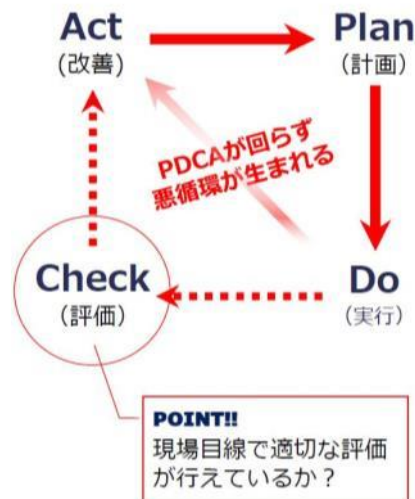 Act
(改善)
Plan
(計画)
PDCAが回らず
悪循環が生まれる
Check
(評価)
Do
(実行)
POINT!!
現場目線で適切な評価
が行えているか？